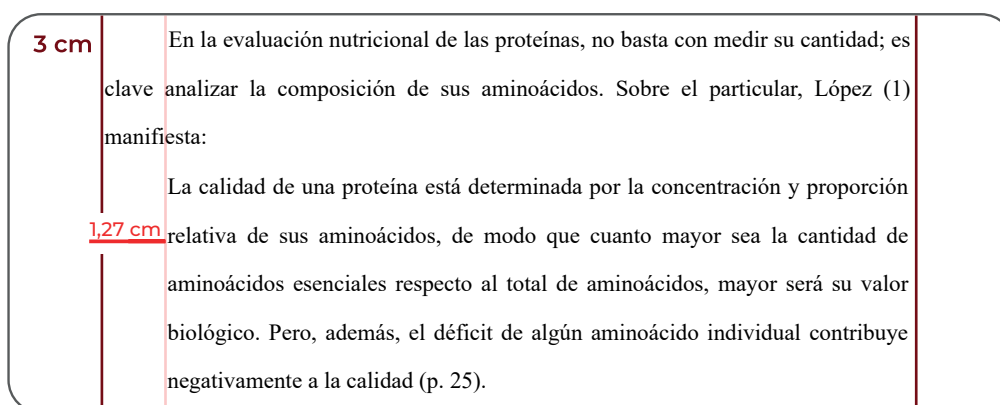 3 cm
En la evaluación nutricional de las proteínas, no basta con medir su cantidad; es
clave analizar la composición de sus aminoácidos. Sobre el particular, López (1)
manifiesta:
La calidad de una proteína está determinada por la concentración y proporción
1,27 cm
relativa de sus aminoácidos, de modo que cuanto mayor sea la cantidad de
aminoácidos esenciales respecto al total de aminoácidos, mayor será su valor
biológico. Pero, además, el déficit de algún aminoácido individual contribuye
negativamente a la calidad (p. 25).